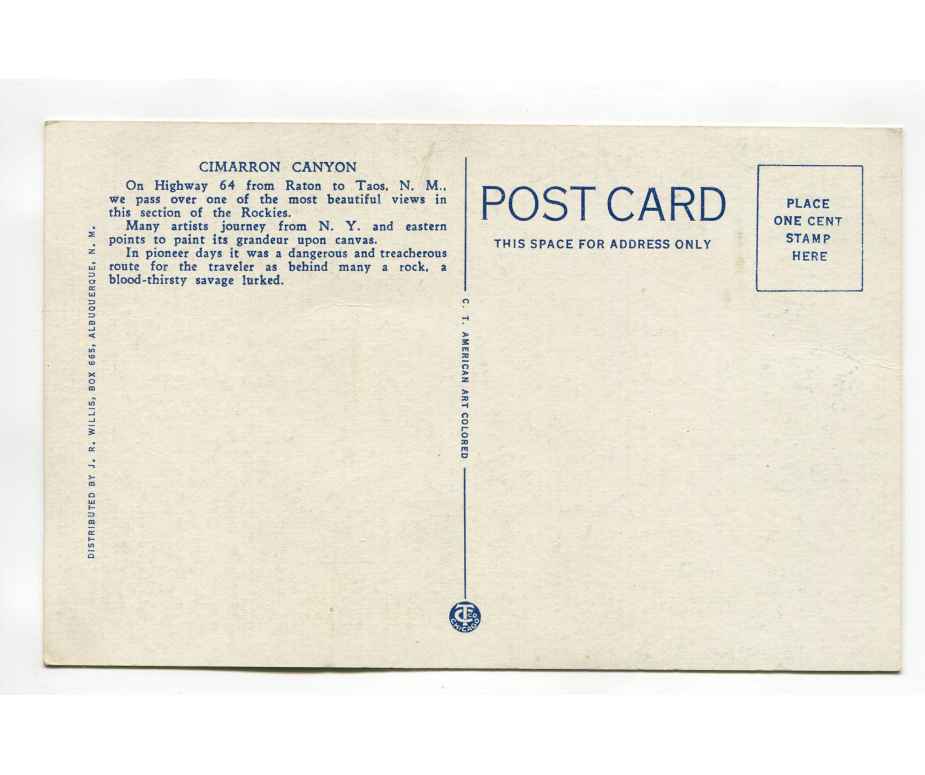 CIMARRON CANYON
On Highway 64 from Raton to Taos, N. M.,
we pass over one of the most beautiful views in
this section of the Rockies.
Many artists journey from N. Y. and eastern
points to paint its grandeur upon canvas.
In pioneer days it was a dangerous and treacherous
route for the traveler as behind many a rock, a
blood-thirsty savage lurked.
DISTRIBUTED BY J. R. WILLIS, BOX 665, ALBUQUERQUE, N. M.
C. T. AMERICAN ART COLORED
CT CO
CHICAGO
POST CARD
THIS SPACE FOR ADDRESS ONLY
PLACE
ONE CENT
STAMP
HERE